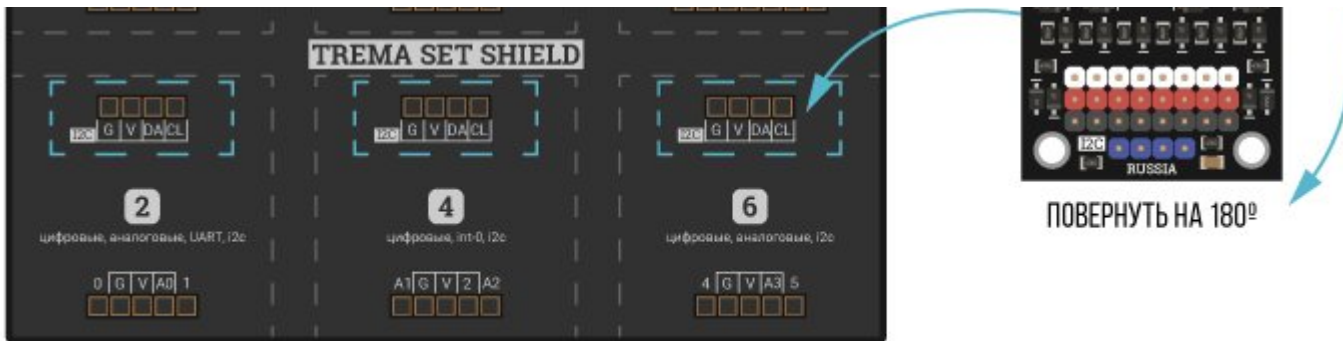 TREMA SET SHIELD
I2C G V DA CL
I2C G V DA CL
I2C G V DA CL
2
цифровые, аналоговые, UART, i2c
0 G V A0 1
4
цифровые, int-0, i2c
A1 G V 2 A2
6
цифровые, аналоговые, i2c
4 G V A3 5
I2C
RUSSIA
ПОВЕРНУТЬ НА 180º